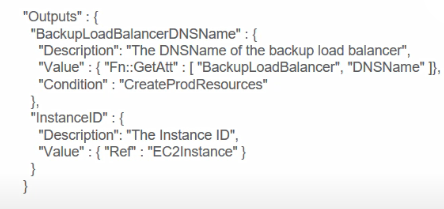 "Outputs" : {
"BackupLoadBalancerDNSName" : {
"Description": "The DNSName of the backup load balancer",
"Value" : { "Fn::GetAtt" : [ "BackupLoadBalancer", "DNSName" ]},
"Condition" : "CreateProdResources"
},
"InstanceID" : {
"Description": "The Instance ID",
"Value" : { "Ref" : "EC2Instance" }
}
}